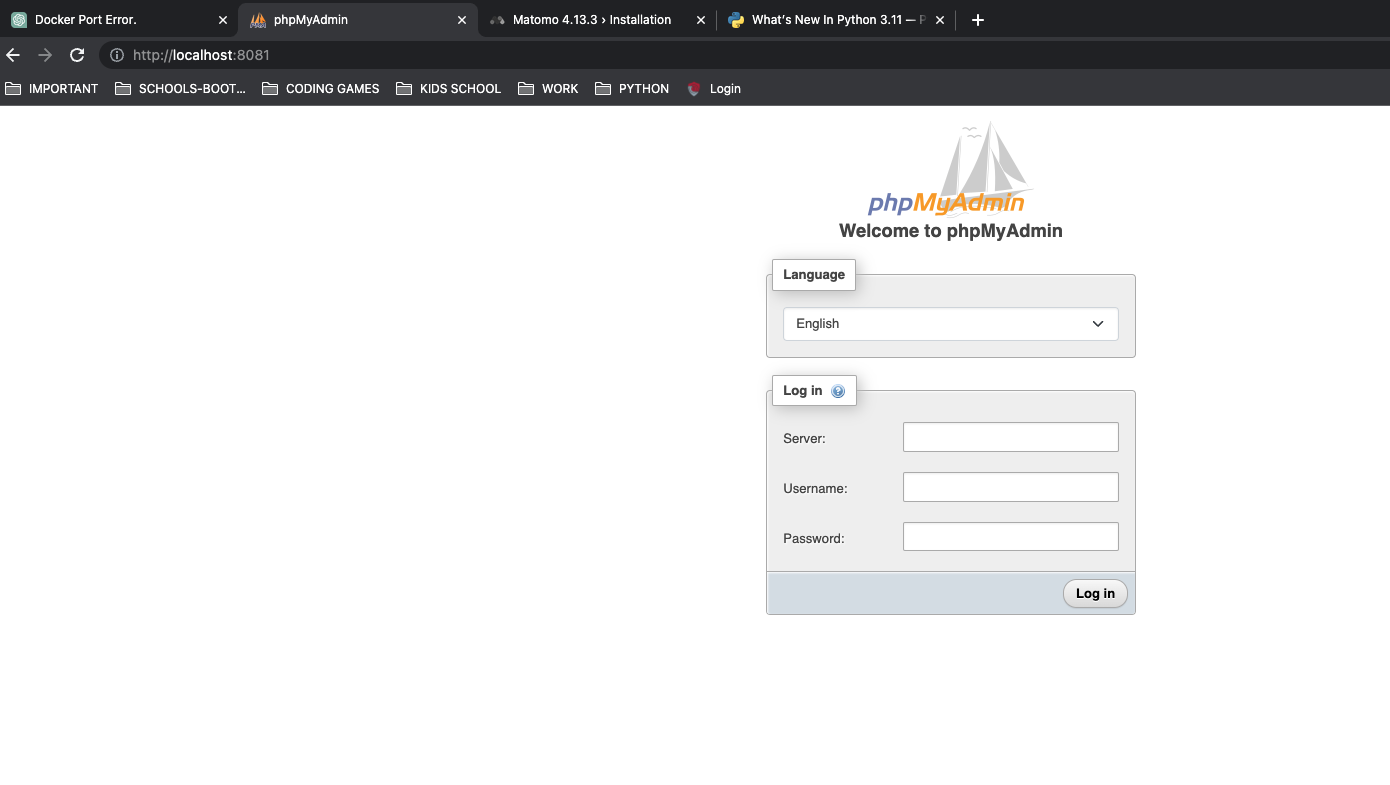 Docker Port Error.
phpMyAdmin
Matomo 4.13.3 › Installation
What's New In Python 3.11 — P
http://localhost:8081
IMPORTANT
SCHOOLS-BOOT...
CODING GAMES
KIDS SCHOOL
WORK
PYTHON
Login
phpMyAdmin
Welcome to phpMyAdmin
Language
English
Log in
Server:
Username:
Password:
Log in